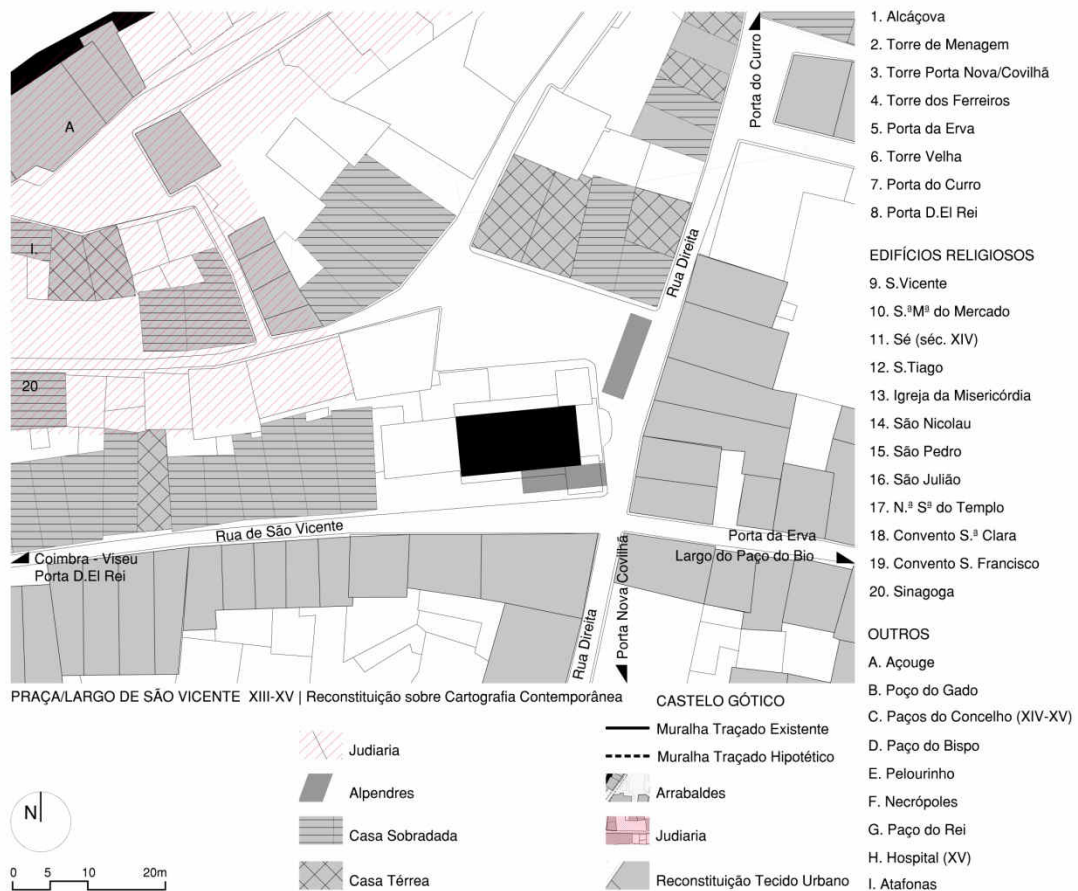 A
I.
20
Porta do Curro
Rua Direita
Rua de São Vicente
Coimbra - Viseu
Porta D.El Rei
Porta da Erva
Largo do Paço do Bio
Rua Direita
Porta Nova Covilhã
PRAÇA/LARGO DE SÃO VICENTE XIII-XV | Reconstituição sobre Cartografia Contemporânea
N
0 5 10 20m
Judiaria
Alpendres
Casa Sobradada
Casa Térrea
CASTELO GÓTICO
Muralha Traçado Existente
Muralha Traçado Hipotético
Arrabaldes
Judiaria
Reconstituição Tecido Urbano
1. Alcáçova
2. Torre de Menagem
3. Torre Porta Nova/Covilhã
4. Torre dos Ferreiros
5. Porta da Erva
6. Torre Velha
7. Porta do Curro
8. Porta D.El Rei
EDIFÍCIOS RELIGIOSOS
9. S.Vicente
10. S.ªMª do Mercado
11. Sé (séc. XIV)
12. S.Tiago
13. Igreja da Misericórdia
14. São Nicolau
15. São Pedro
16. São Julião
17. N.ª Sª do Templo
18. Convento S.ª Clara
19. Convento S. Francisco
20. Sinagoga
OUTROS
A. Açouge
B. Poço do Gado
C. Paços do Concelho (XIV-XV)
D. Paço do Bispo
E. Pelourinho
F. Necrópoles
G. Paço do Rei
H. Hospital (XV)
I. Atafonas